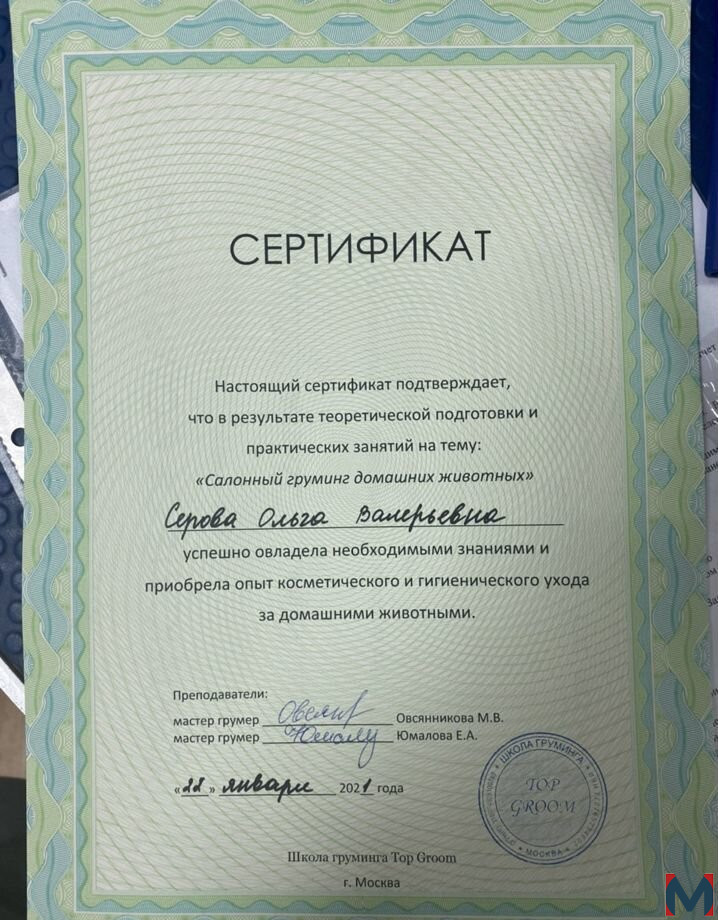 СЕРТИФИКАТ
Настоящий сертификат подтверждает,
что в результате теоретической подготовки и
практических занятий на тему:
«Салонный груминг домашних животных»
Серова Ольга Валерьевна
успешно овладела необходимыми знаниями и
приобрела опыт косметического и гигиенического ухода
за домашними животными.
Преподаватели:
мастер грумер Овсянникова М.В.
мастер грумер Юмалова Е.А.
«22» января 2021 года
ШКОЛА ГРУМИНГА
TOP
GROOM
МОСКВА
Школа груминга Top Groom
г. Москва
M